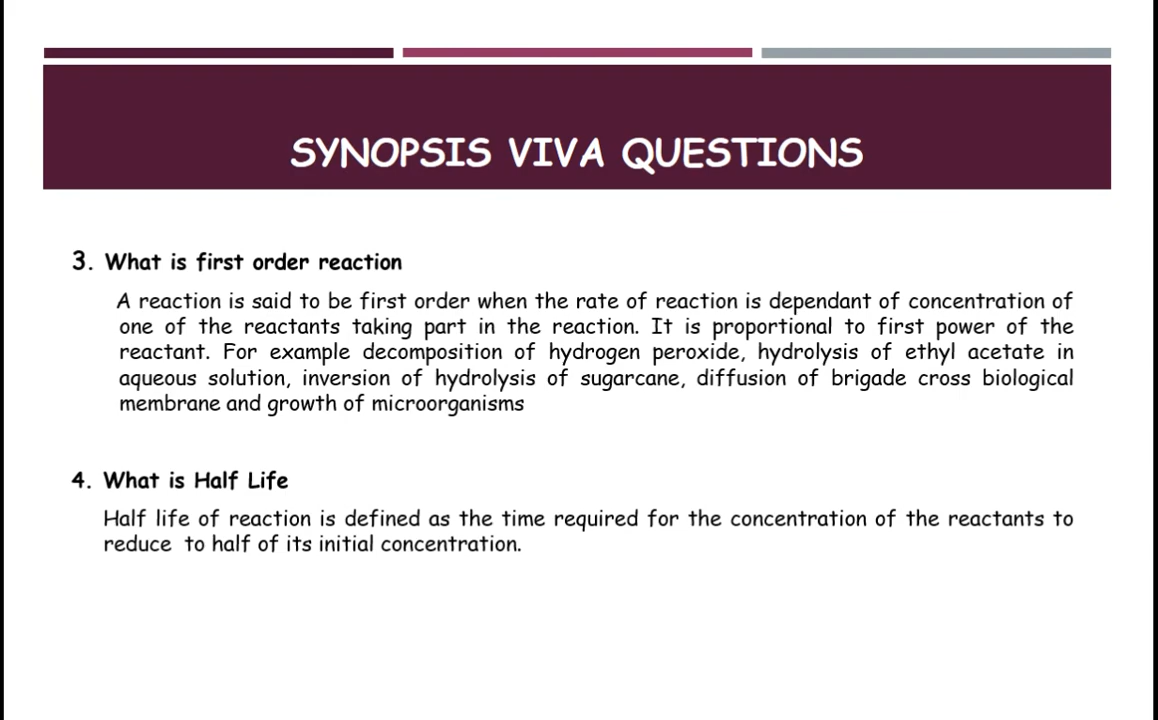 SYNOPSIS VIVA QUESTIONS
3. What is first order reaction
A reaction is said to be first order when the rate of reaction is dependant of concentration of
one of the reactants taking part in the reaction. It is proportional to first power of the
reactant. For example decomposition of hydrogen peroxide, hydrolysis of ethyl acetate in
aqueous solution, inversion of hydrolysis of sugarcane, diffusion of brigade cross biological
membrane and growth of microorganisms
4. What is Half Life
Half life of reaction is defined as the time required for the concentration of the reactants to
reduce to half of its initial concentration.